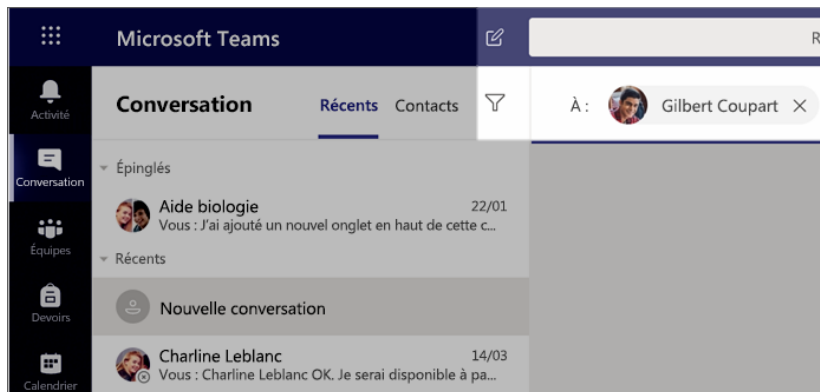 Microsoft Teams
R
Activité
Conversation
Récents
Contacts
À :
Gilbert Coupart
Conversation
Épinglés
Aide biologie
22/01
Vous : J'ai ajouté un nouvel onglet en haut de cette c...
Équipes
Récents
Devoirs
Nouvelle conversation
Charline Leblanc
14/03
Vous : Charline Leblanc OK. Je serai disponible à pa...
Calendrier